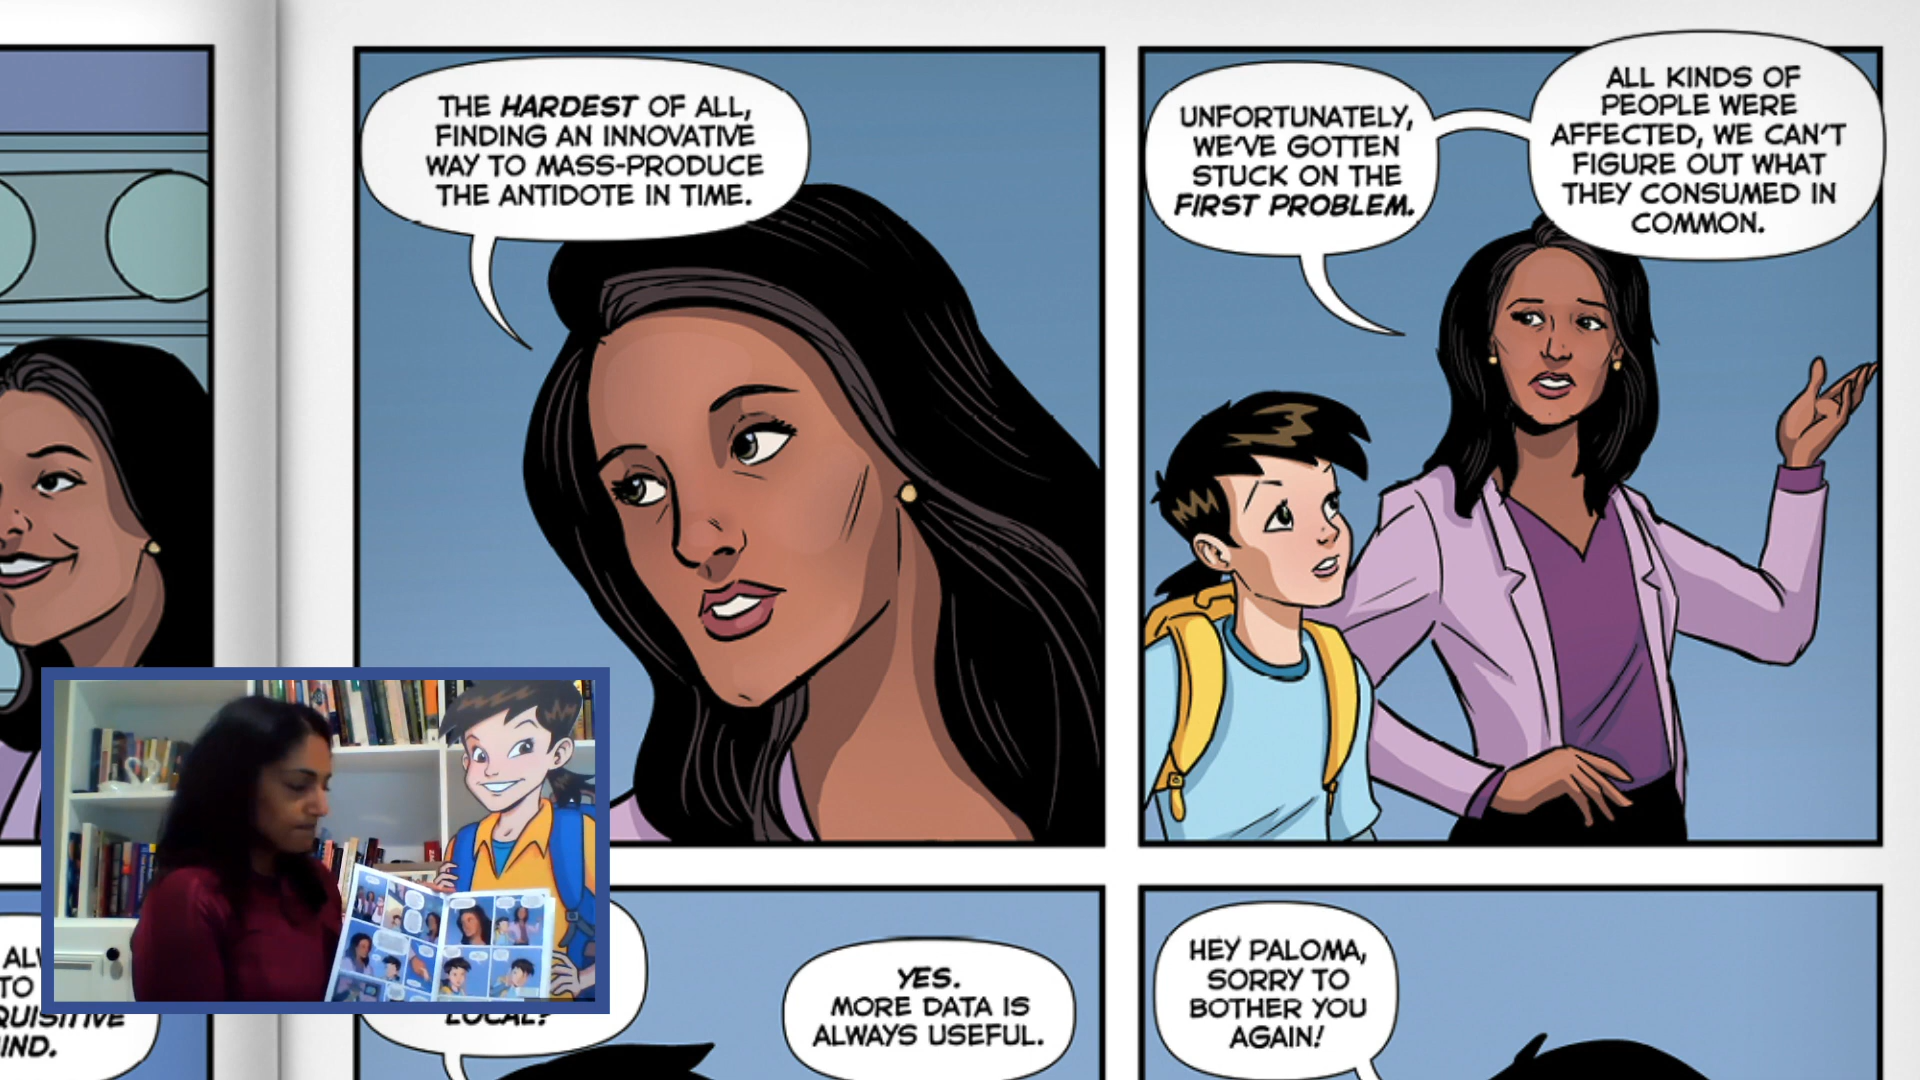 THE HARDEST OF ALL,
FINDING AN INNOVATIVE
WAY TO MASS-PRODUCE
THE ANTIDOTE IN TIME.
UNFORTUNATELY,
WE'VE GOTTEN
STUCK ON THE
FIRST PROBLEM.
ALL KINDS OF
PEOPLE WERE
AFFECTED, WE CAN'T
FIGURE OUT WHAT
THEY CONSUMED IN
COMMON.
TO
LOCAL?
YES.
MORE DATA IS
ALWAYS USEFUL.
HEY PALOMA,
SORRY TO
BOTHER YOU
AGAIN!